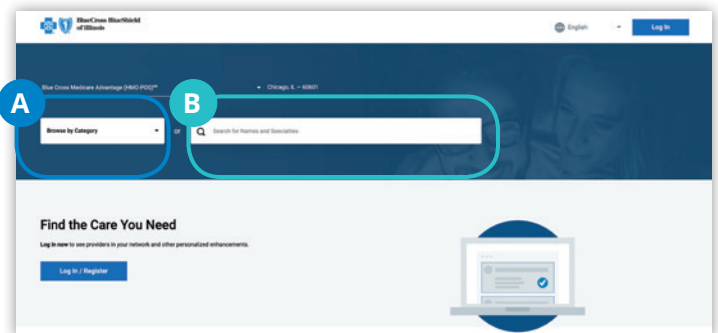 BlueCross BlueShield
of Illinois
English
Log In
Blue Cross Medicare Advantage (HMO-POS)℠
Chicago, IL – 60601
A
B
Browse by Category
or
Search for Names and Specialties
Find the Care You Need
Log in now to see providers in your network and other personalized enhancements.
Log In / Register